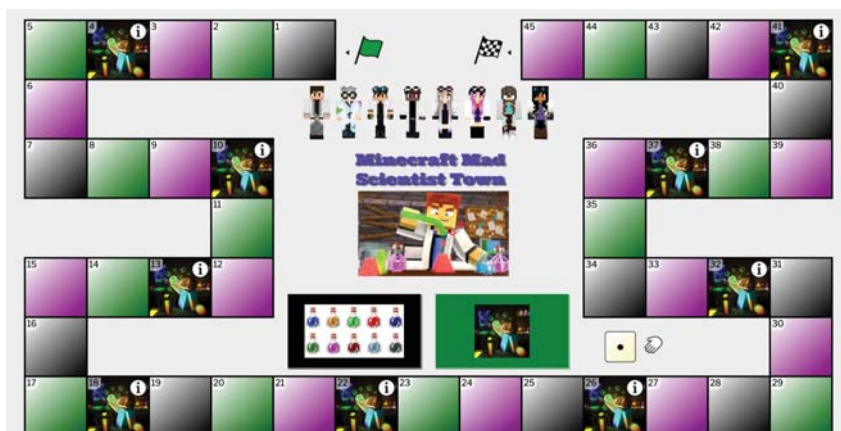 5 4 i 3 2 1 45 44 43 42 41 i
6 40
7 8 9 10 i 36 37 i 38 39
Minecraft Mad
Scientist Town
11 35
15 14 13 i 12 34 33 32 i 31
16 30
17 18 i 19 20 21 22 i 23 24 25 26 i 27 28 29